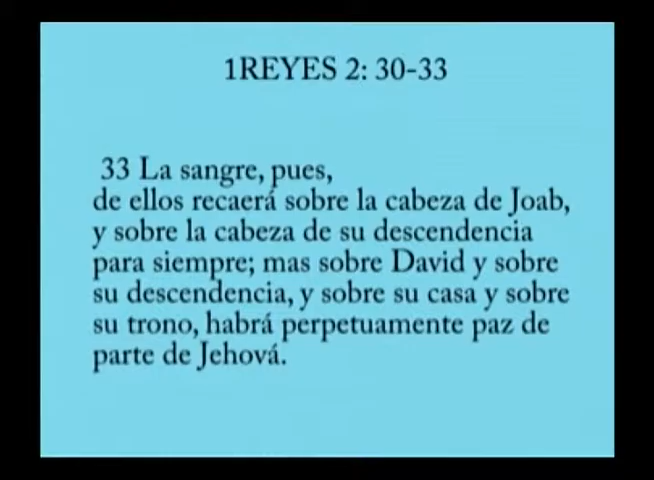 1REYES 2: 30-33
33 La sangre, pues,
de ellos recaerá sobre la cabeza de Joab,
y sobre la cabeza de su descendencia
para siempre; mas sobre David y sobre
su descendencia, y sobre su casa y sobre
su trono, habrá perpetuamente paz de
parte de Jehová.